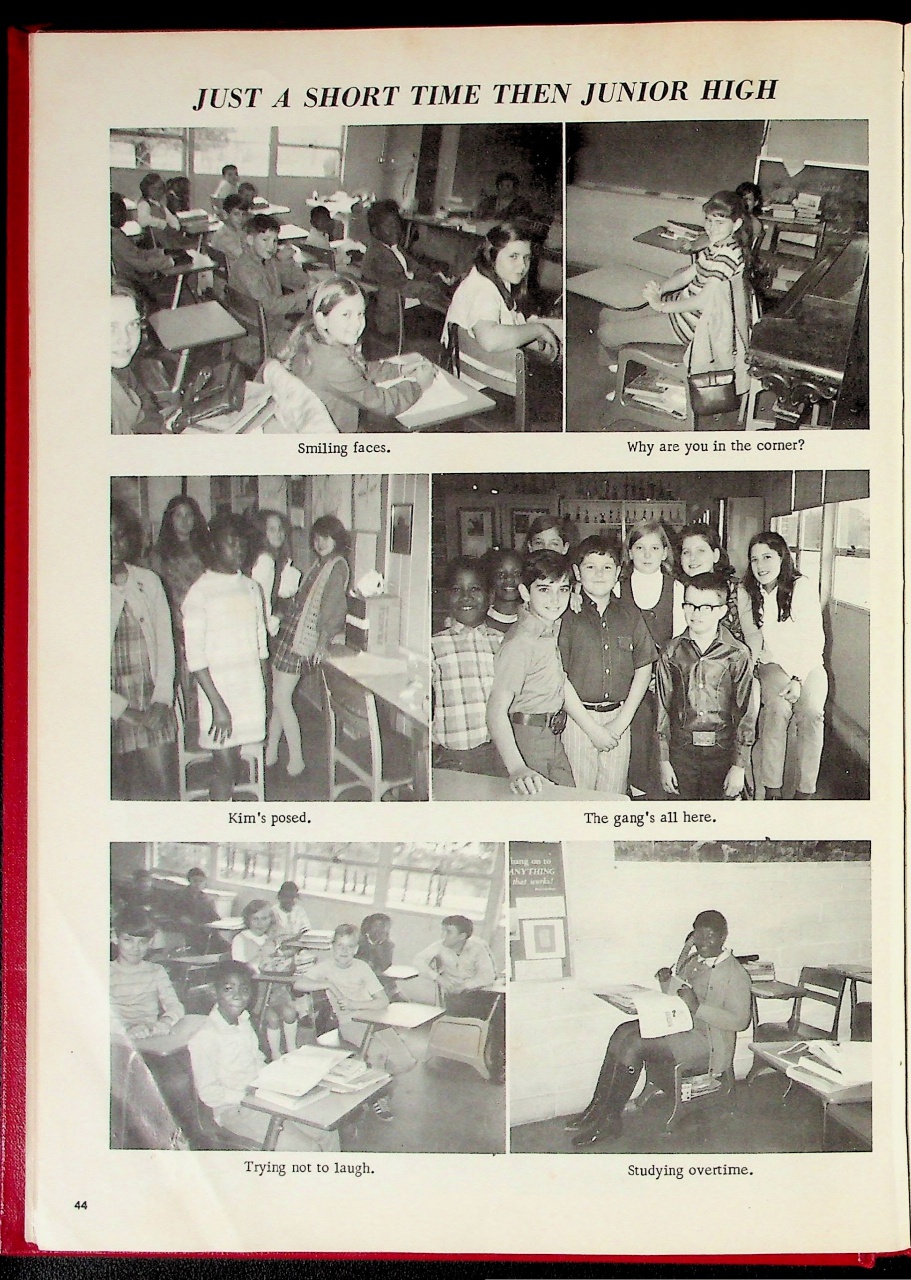 JUST A SHORT TIME THEN JUNIOR HIGH
Smiling faces.
Why are you in the corner?
Kim's posed.
The gang's all here.
hang on to
ANYTHING
that works!
Trying not to laugh.
Studying overtime.
44